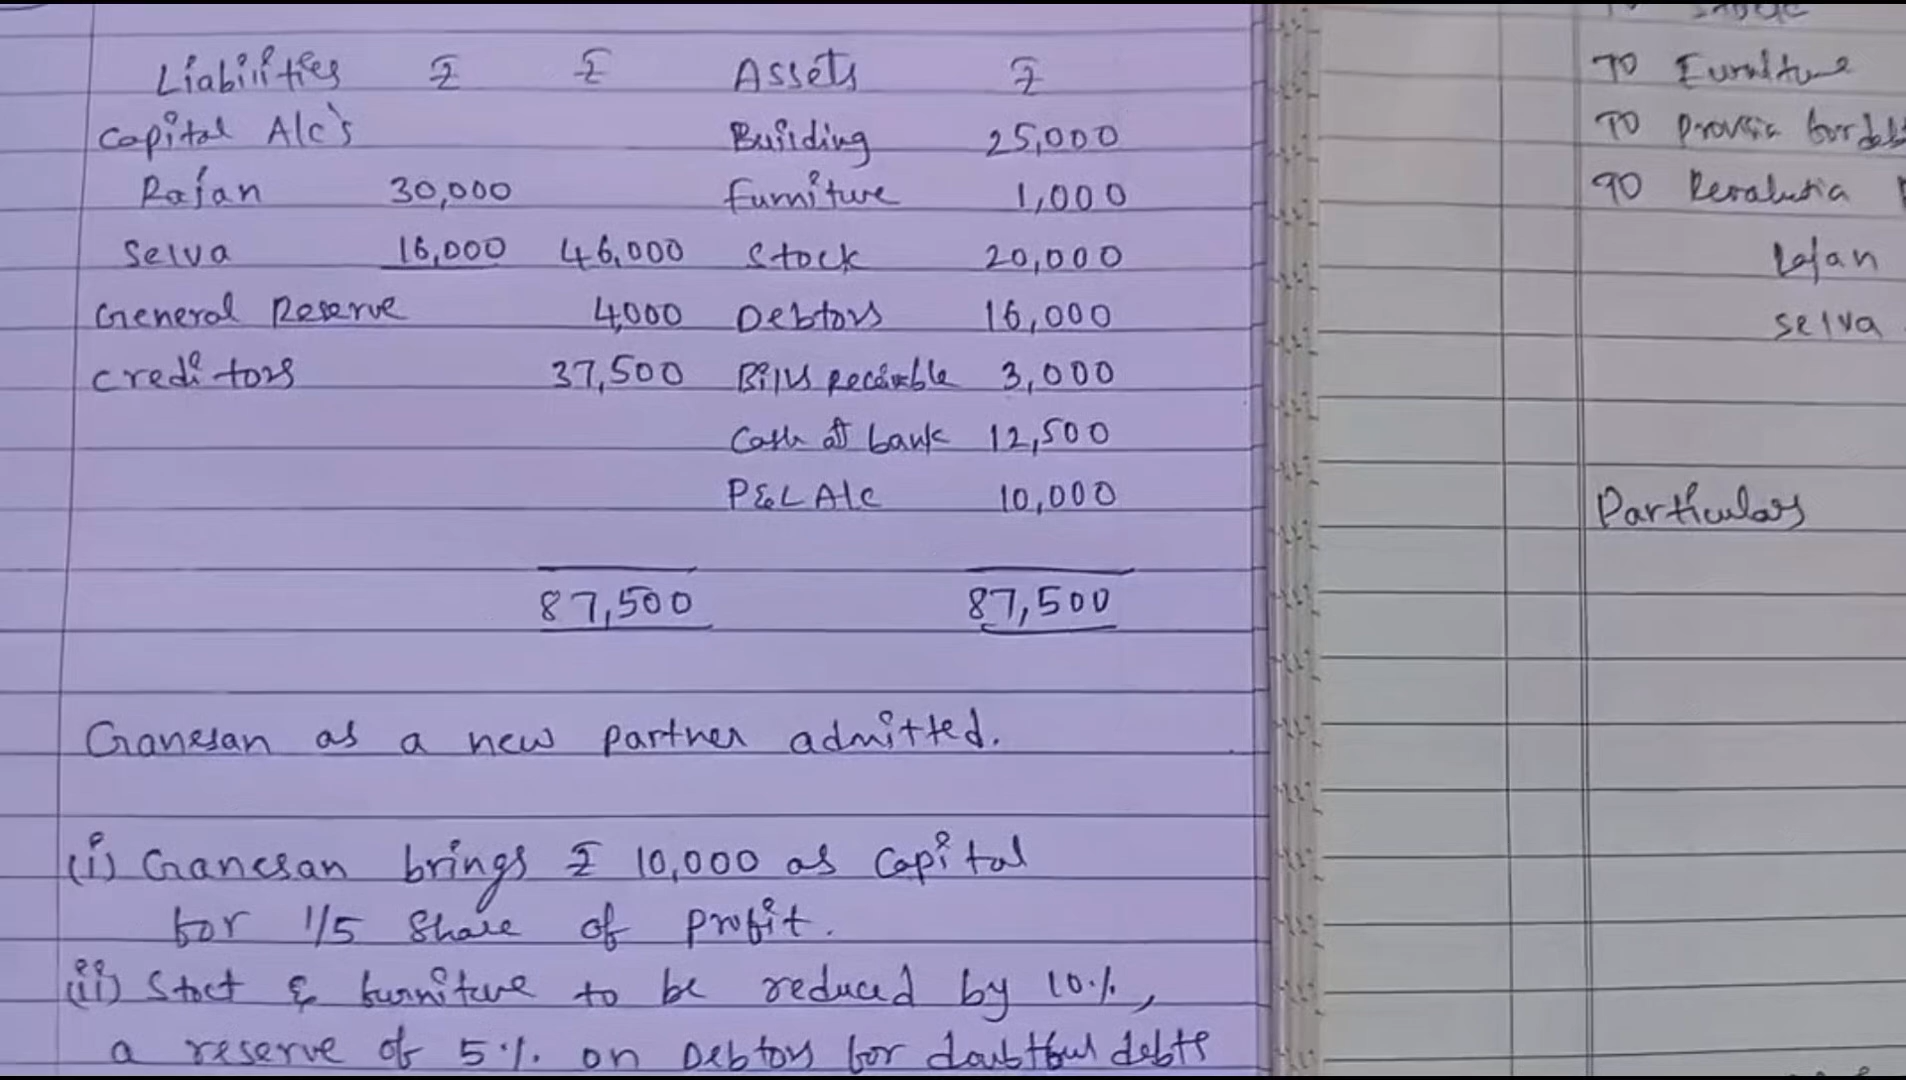 Liabilities ₹ ₹ Assets ₹
Capital A/c's Building 25,000
Rajan 30,000 furniture 1,000
Selva 16,000 46,000 Stock 20,000
General Reserve 4,000 Debtors 16,000
creditors 37,500 Bills receivable 3,000
Cash at bank 12,500
P&L A/c 10,000
87,500 87,500
Ganesan as a new partner admitted.
(i) Ganesan brings ₹ 10,000 as Capital
for 1/5 Share of Profit.
(ii) Stoct & furniture to be reduced by 10%,
a reserve of 5% on Debtors for doubtful debts
To Furniture
To
To
Rajan
Selva
Particulars